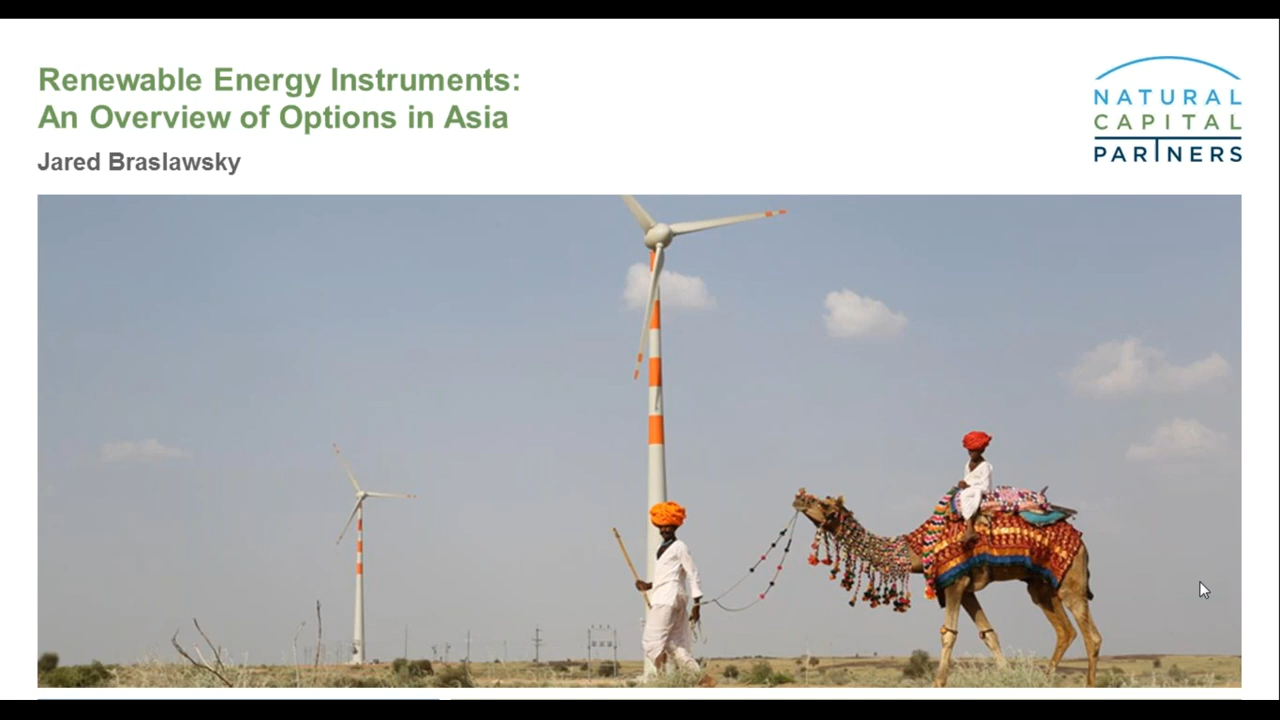 Renewable Energy Instruments:
An Overview of Options in Asia
Jared Braslawsky
NATURAL
CAPITAL
PARTNERS